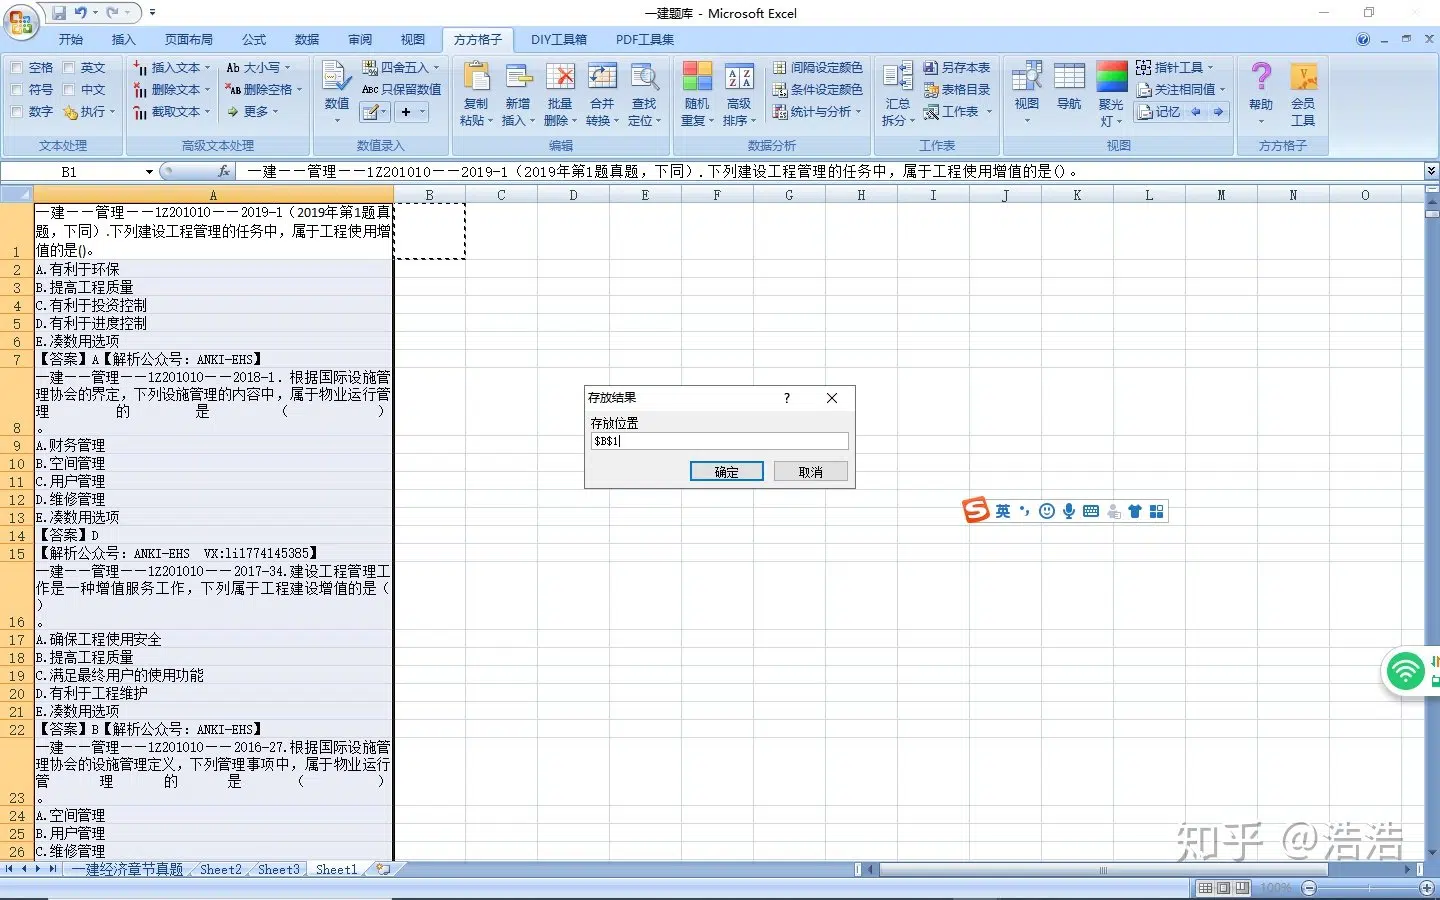 一建题库 - Microsoft Excel
开始 插入 页面布局 公式 数据 审阅 视图 方方格子 DIY工具箱 PDF工具集
空格 英文 插入文本 Ab 大小写 四舍五入 间隔设定颜色 另存本表 指针工具
符号 中文 删除文本 AB 删除空格 Abc 只保留数值 条件设定颜色 表格目录 关注相同值
数字 执行 截取文本 更多 数值 + 复制粘贴 新增插入 批量删除 合并转换 查找定位 随机重复 高级排序 统计与分析 汇总拆分 工作表 视图 导航 聚光灯 记忆 帮助 会员工具
文本处理 高级文本处理 数值录入 编辑 数据分析 工作表 视图 方方格子
B1 fx 一建——管理——1Z201010——2019-1（2019年第1题真题，下同）.下列建设工程管理的任务中，属于工程使用增值的是()。
A B C D E F G H I J K L M N O
一建——管理——1Z201010——2019-1（2019年第1题真
题，下同）.下列建设工程管理的任务中，属于工程使用增
1 值的是()。
2 A.有利于环保
3 B.提高工程质量
4 C.有利于投资控制
5 D.有利于进度控制
6 E.凑数用选项
7 【答案】A【解析公众号：ANKI-EHS】
一建——管理——1Z201010——2018-1. 根据国际设施管
理协会的界定，下列设施管理的内容中，属于物业运行管
理 的 是 （ ）
8 。
9 A.财务管理
10 B.空间管理
11 C.用户管理
12 D.维修管理
13 E.凑数用选项
14 【答案】D
15 【解析公众号：ANKI-EHS VX:li1774145385】
一建——管理——1Z201010——2017-34.建设工程管理工
作是一种增值服务工作，下列属于工程建设增值的是（
）
16 。
17 A.确保工程使用安全
18 B.提高工程质量
19 C.满足最终用户的使用功能
20 D.有利于工程维护
21 E.凑数用选项
22 【答案】B【解析公众号：ANKI-EHS】
一建——管理——1Z201010——2016-27.根据国际设施管
理协会的设施管理定义，下列管理事项中，属于物业运行
管 理 的 是 （ ）
23 。
24 A.空间管理
25 B.用户管理
26 C.维修管理
存放结果 ?
存放位置
$B$1
确定 取消
英
一建经济章节真题 Sheet2 Sheet3 Sheet1
100%
知乎 @浩浩